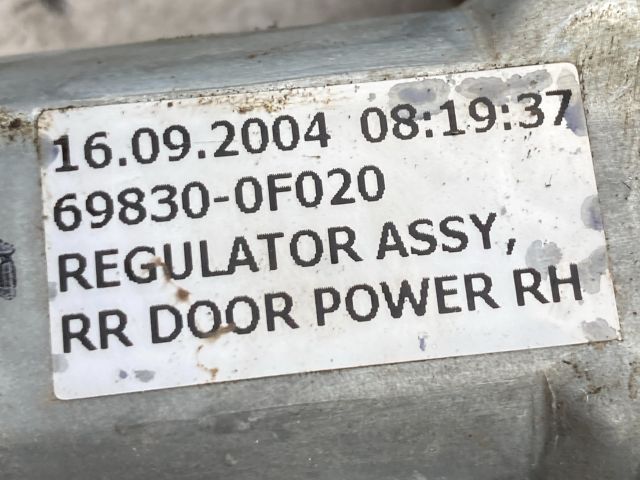 16.09.2004 08:19:37
69830-0F020
REGULATOR ASSY,
RR DOOR POWER RH